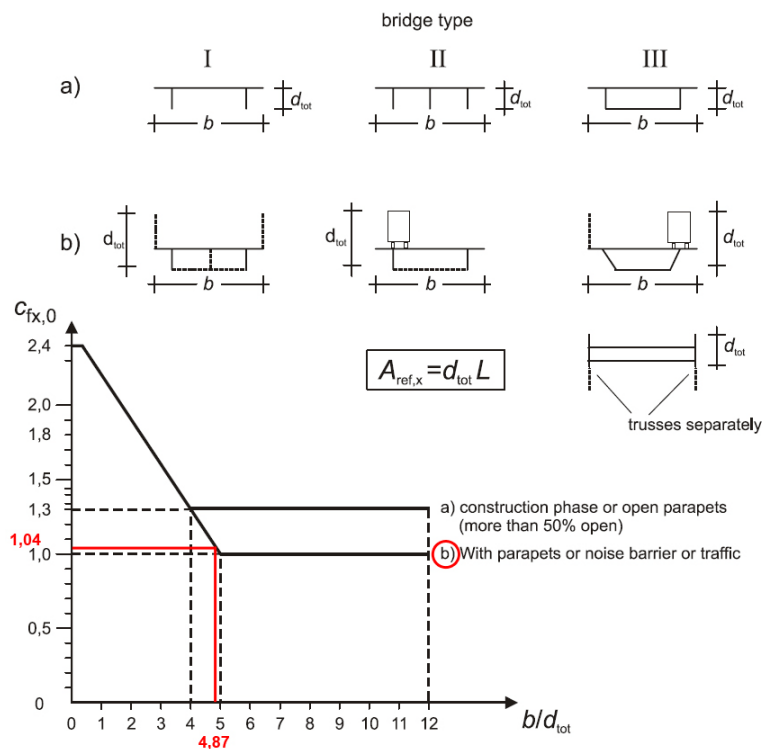 bridge type
I II III
a) d_tot d_tot d_tot
b b b
b) d_tot d_tot d_tot
b b b
c_fx,0
2,4
2,0
1,8
1,5
1,3
1,04
1,0
0,5
0
A_ref,x = d_tot L
d_tot
trusses separately
a) construction phase or open parapets
(more than 50% open)
b) With parapets or noise barrier or traffic
0 1 2 3 4 5 6 7 8 9 10 11 12 b/d_tot
4,87